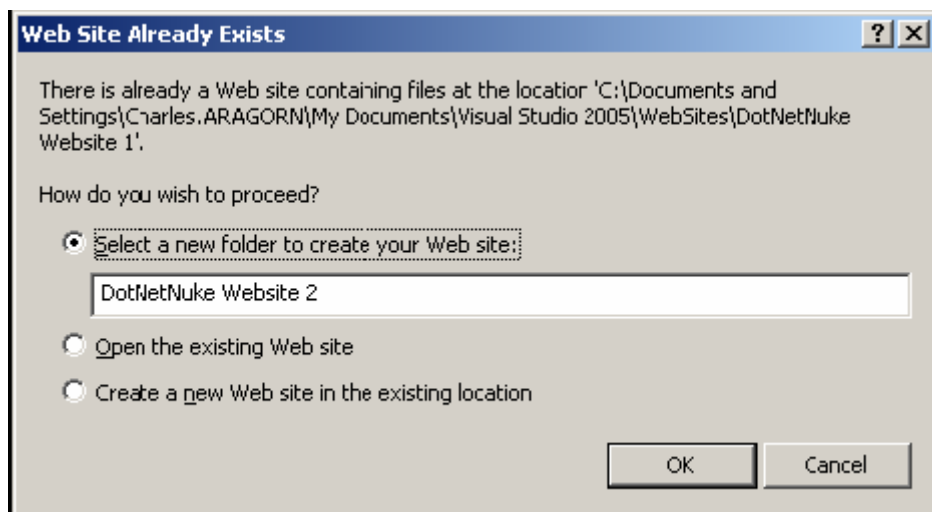 Web Site Already Exists
There is already a Web site containing files at the location 'C:\Documents and
Settings\Charles.ARAGORN\My Documents\Visual Studio 2005\WebSites\DotNetNuke
Website 1'.
How do you wish to proceed?
Select a new folder to create your Web site:
DotNetNuke Website 2
Open the existing Web site
Create a new Web site in the existing location
OK Cancel